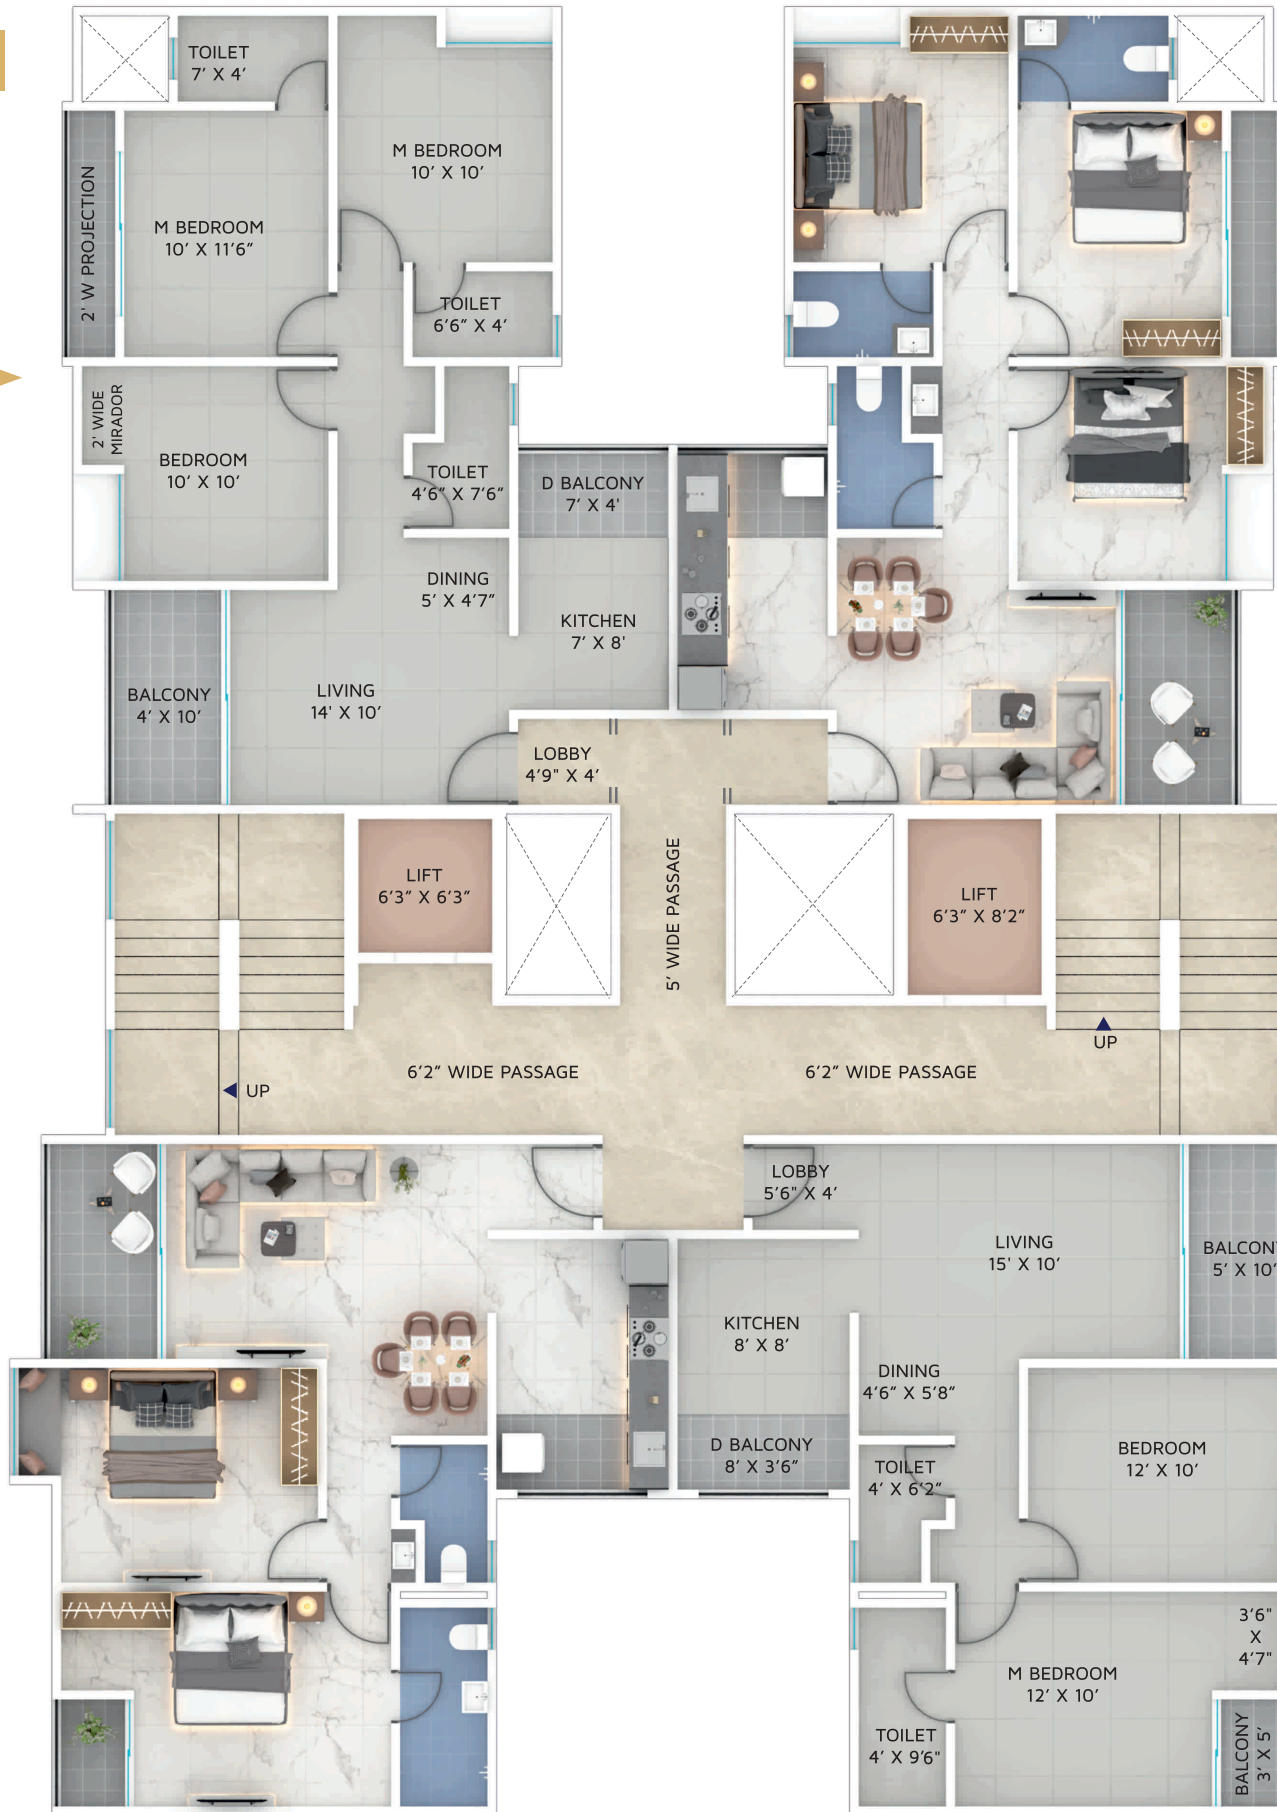 TOILET
7’ X 4’
M BEDROOM
10’ X 10’
2' W PROJECTION
M BEDROOM
10’ X 11’6”
TOILET
6’6” X 4’
2' WIDE
MIRADOR
BEDROOM
10’ X 10’
TOILET
4’6” X 7’6”
D BALCONY
7’ X 4'
DINING
5’ X 4’7”
KITCHEN
7’ X 8'
BALCONY
4’ X 10’
LIVING
14' X 10’
LOBBY
4’9" X 4’
5’ WIDE PASSAGE
LIFT
6’3” X 6’3”
LIFT
6’3” X 8’2”
6’2” WIDE PASSAGE
6’2” WIDE PASSAGE
UP
UP
LOBBY
5’6" X 4’
LIVING
15' X 10’
BALCONY
5’ X 10’
KITCHEN
8’ X 8’
DINING
4’6” X 5’8”
D BALCONY
8’ X 3’6”
TOILET
4’ X 6’2”
BEDROOM
12’ X 10’
3’6"
X
4’7"
M BEDROOM
12’ X 10’
TOILET
4’ X 9’6"
BALCONY
3’ X 5’